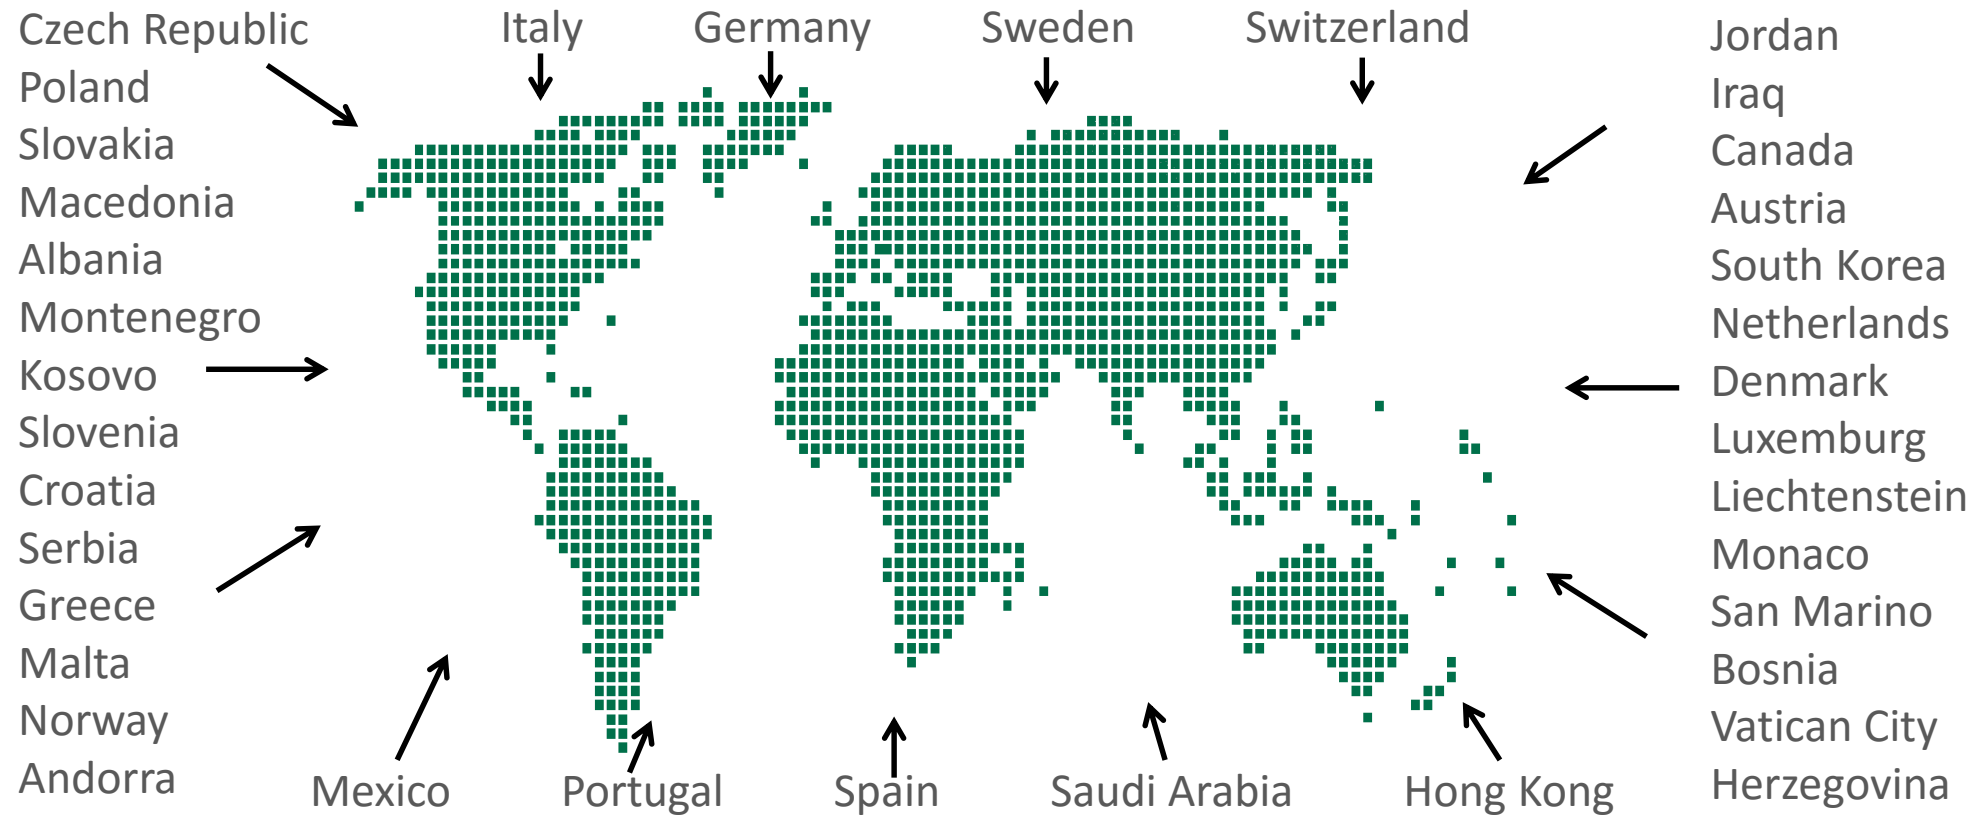 Czech Republic
Poland
Slovakia
Macedonia
Albania
Montenegro
Kosovo
Slovenia
Croatia
Serbia
Greece
Malta
Norway
Andorra
Italy
Germany
Sweden
Switzerland
Mexico
Portugal
Spain
Saudi Arabia
Hong Kong
Jordan
Iraq
Canada
Austria
South Korea
Netherlands
Denmark
Luxemburg
Liechtenstein
Monaco
San Marino
Bosnia
Vatican City
Herzegovina